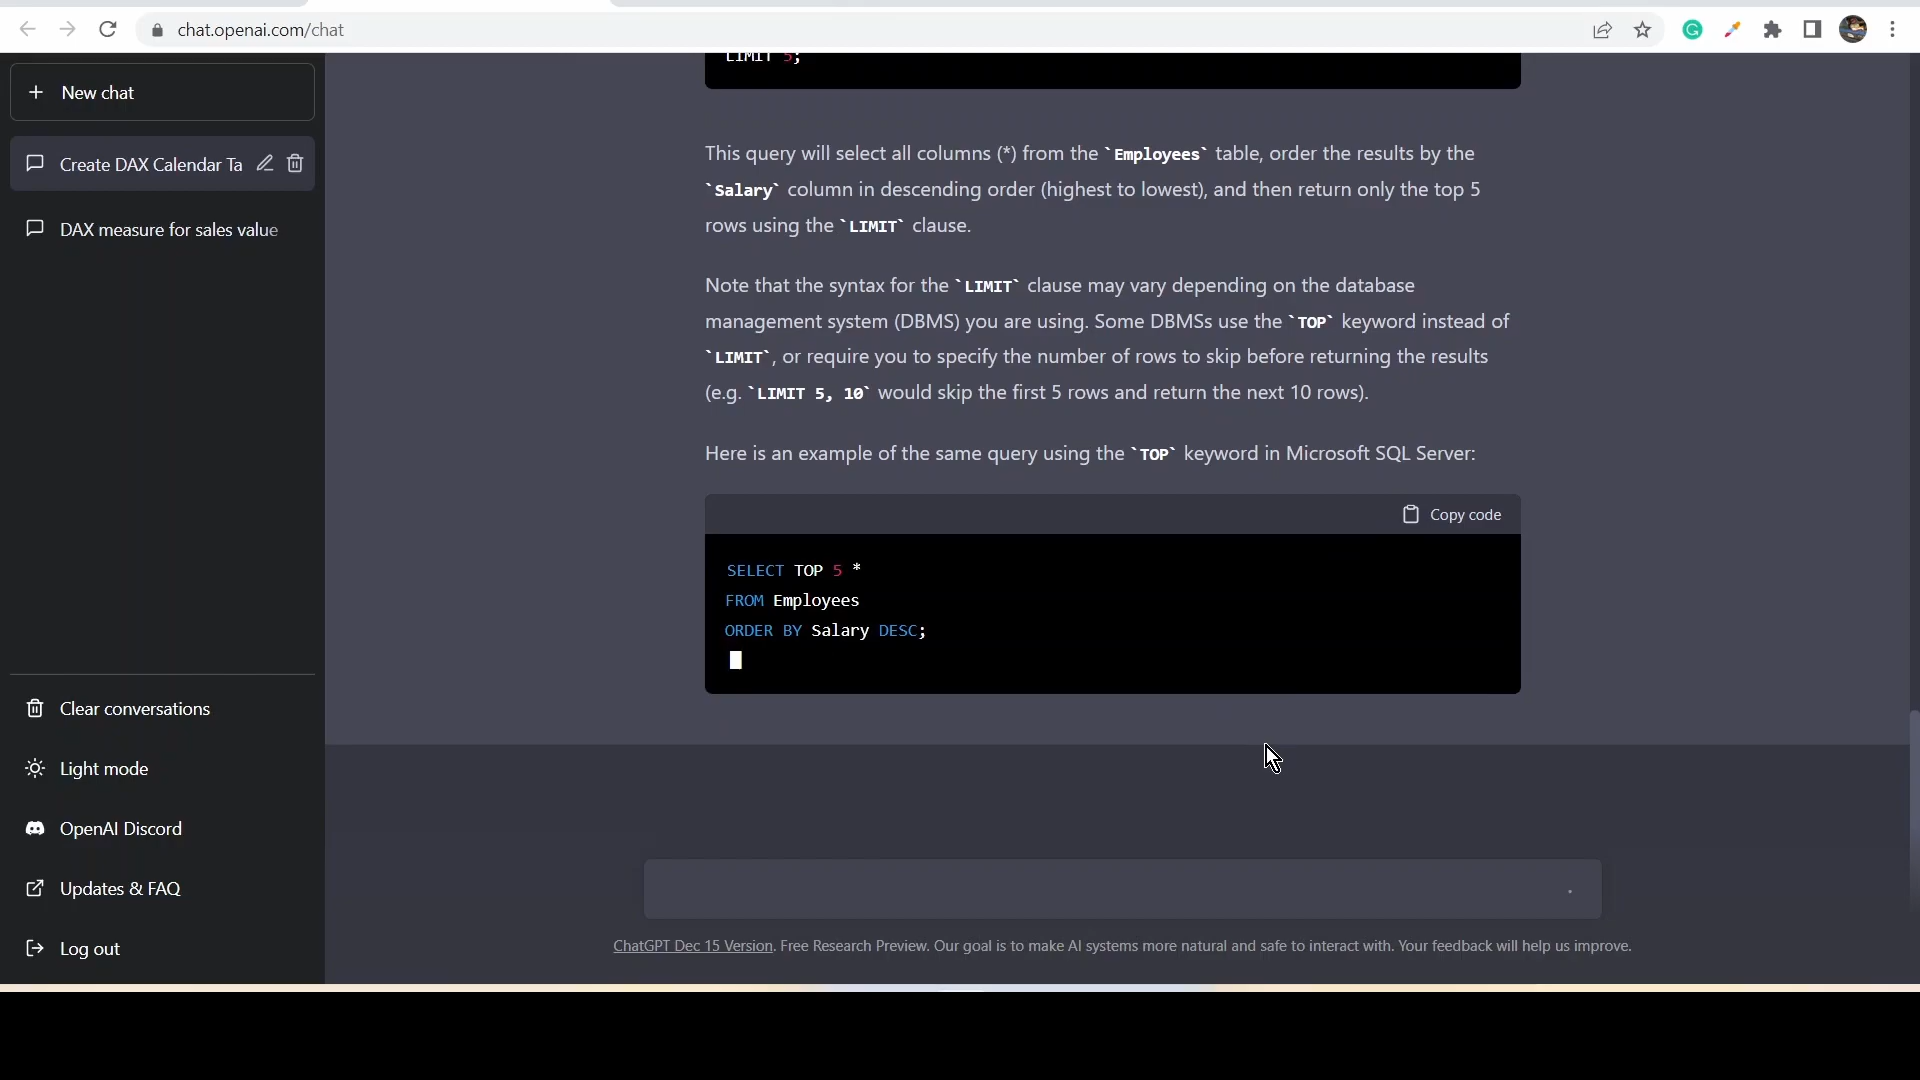 chat.openai.com/chat
LIMIT 5;
New chat
Create DAX Calendar Ta
DAX measure for sales value
This query will select all columns (*) from the `Employees` table, order the results by the
`Salary` column in descending order (highest to lowest), and then return only the top 5
rows using the `LIMIT` clause.
Note that the syntax for the `LIMIT` clause may vary depending on the database
management system (DBMS) you are using. Some DBMSs use the `TOP` keyword instead of
`LIMIT`, or require you to specify the number of rows to skip before returning the results
(e.g. `LIMIT 5, 10` would skip the first 5 rows and return the next 10 rows).
Here is an example of the same query using the `TOP` keyword in Microsoft SQL Server:
Copy code
SELECT TOP 5 *
FROM Employees
ORDER BY Salary DESC;
Clear conversations
Light mode
OpenAI Discord
Updates & FAQ
Log out
ChatGPT Dec 15 Version. Free Research Preview. Our goal is to make AI systems more natural and safe to interact with. Your feedback will help us improve.